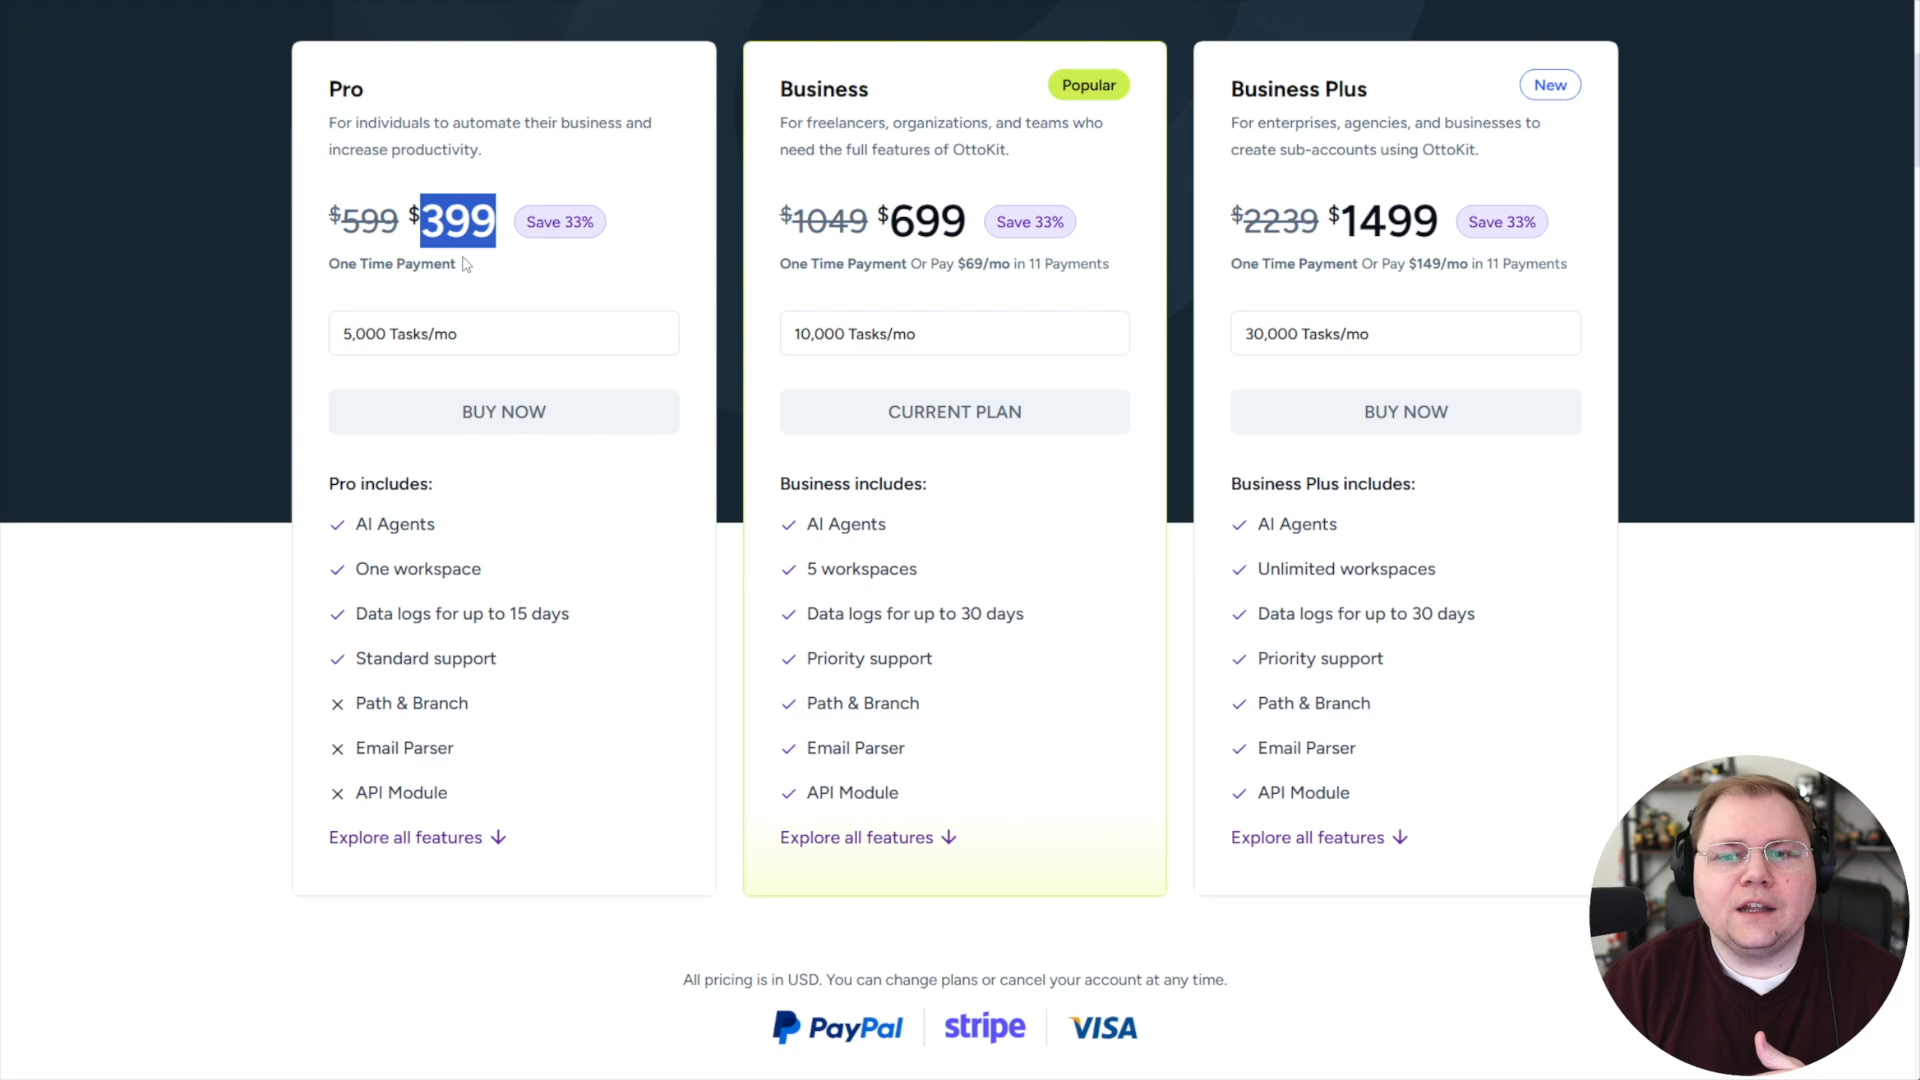 Pro
For individuals to automate their business and
increase productivity.
$599 $399 Save 33%
One Time Payment
5,000 Tasks/mo
BUY NOW
Pro includes:
AI Agents
One workspace
Data logs for up to 15 days
Standard support
Path & Branch
Email Parser
API Module
Explore all features
Business
Popular
For freelancers, organizations, and teams who
need the full features of OttoKit.
$1049 $699 Save 33%
One Time Payment Or Pay $69/mo in 11 Payments
10,000 Tasks/mo
CURRENT PLAN
Business includes:
AI Agents
5 workspaces
Data logs for up to 30 days
Priority support
Path & Branch
Email Parser
API Module
Explore all features
Business Plus
New
For enterprises, agencies, and businesses to
create sub-accounts using OttoKit.
$2239 $1499 Save 33%
One Time Payment Or Pay $149/mo in 11 Payments
30,000 Tasks/mo
BUY NOW
Business Plus includes:
AI Agents
Unlimited workspaces
Data logs for up to 30 days
Priority support
Path & Branch
Email Parser
API Module
Explore all features
All pricing is in USD. You can change plans or cancel your account at any time.
PayPal stripe VISA